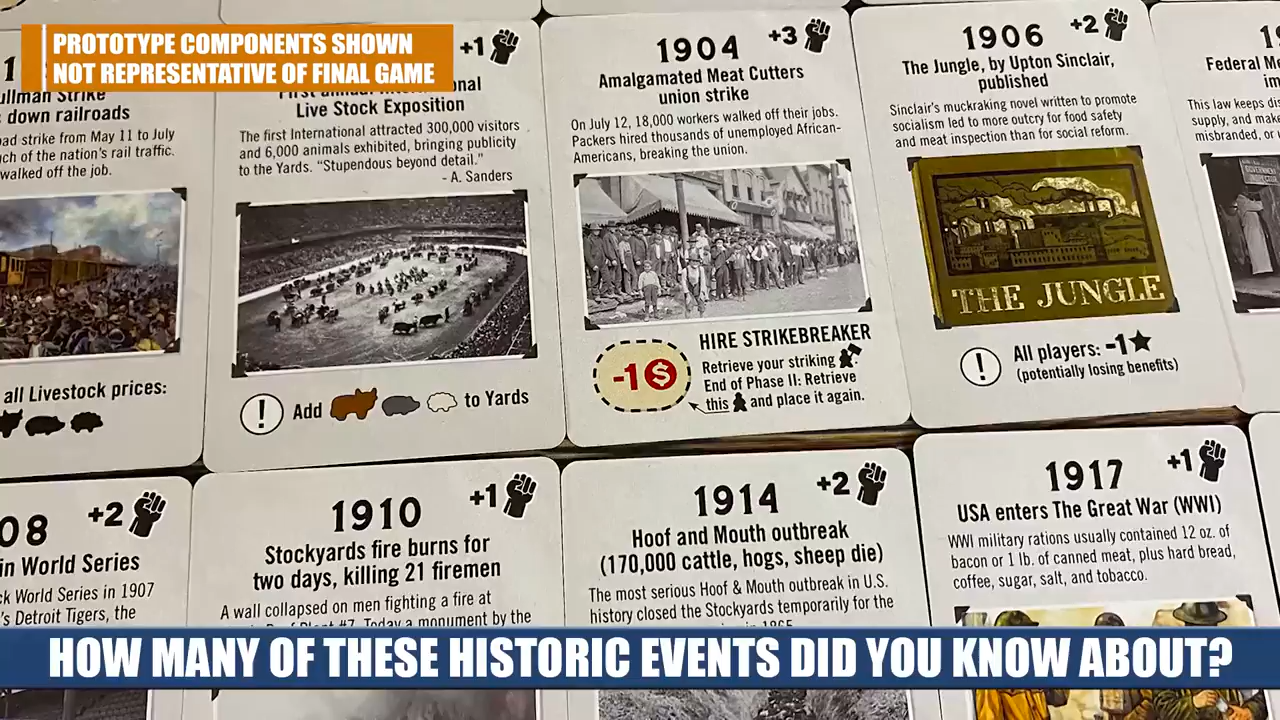 PROTOTYPE COMPONENTS SHOWN
NOT REPRESENTATIVE OF FINAL GAME
Strike
down railroads
strike from May 11 to July
of the nation's rail traffic.
walked off the job.
all Livestock prices:
+1
Live Stock Exposition
The first International attracted 300,000 visitors
and 6,000 animals exhibited, bringing publicity
to the Yards. "Stupendous beyond detail."
- A. Sanders
! Add to Yards
1904 +3
Amalgamated Meat Cutters
union strike
On July 12, 18,000 workers walked off their jobs.
Packers hired thousands of unemployed African-
Americans, breaking the union.
-1$
HIRE STRIKEBREAKER
Retrieve your striking
End of Phase II: Retrieve
this and place it again.
1906 +2
The Jungle, by Upton Sinclair,
published
Sinclair's muckraking novel written to promote
socialism led to more outcry for food safety
and meat inspection than for social reform.
THE JUNGLE
! All players: -1★
(potentially losing benefits)
Federal
This law keeps
supply, and
misbranded, or
08 +2
in World Series
World Series in 1907
Detroit Tigers, the
1910 +1
Stockyards fire burns for
two days, killing 21 firemen
A wall collapsed on men fighting a fire at
Today a monument by the
1914 +2
Hoof and Mouth outbreak
(170,000 cattle, hogs, sheep die)
The most serious Hoof & Mouth outbreak in U.S.
history closed the Stockyards temporarily for the
1917 +1
USA enters The Great War (WWI)
WWI military rations usually contained 12 oz. of
bacon or 1 lb. of canned meat, plus hard bread,
coffee, sugar, salt, and tobacco.
HOW MANY OF THESE HISTORIC EVENTS DID YOU KNOW ABOUT?